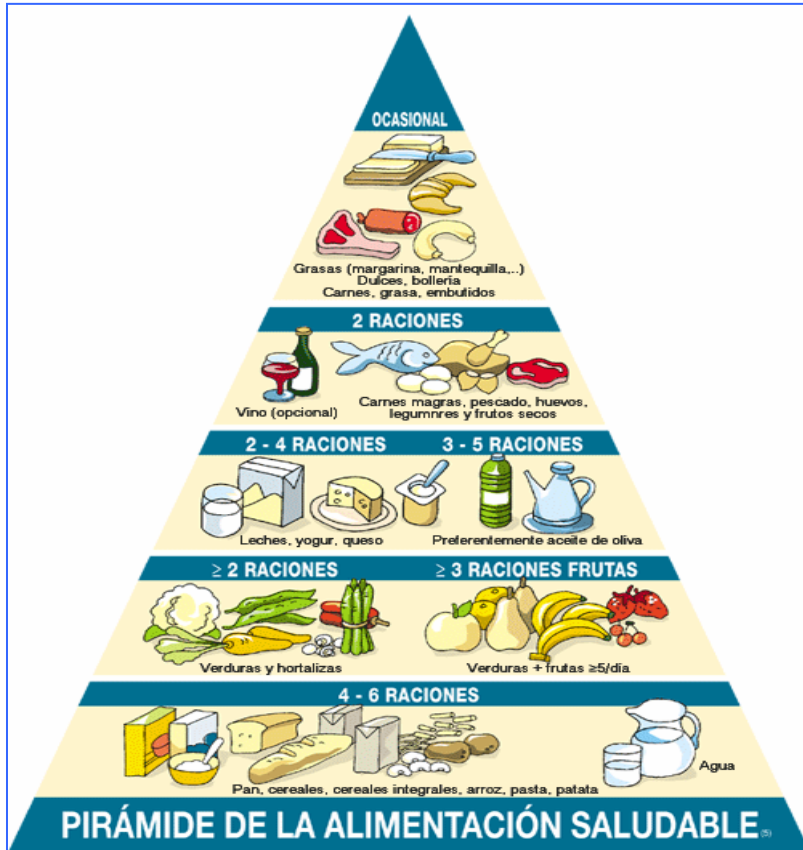 OCASIONAL
Grasas (margarina, mantequilla,..)
Dulces, bollería
Carnes, grasa, embutidos
2 RACIONES
Vino (opcional)
Carnes magras, pescado, huevos,
legumnres y frutos secos
2 - 4 RACIONES
3 - 5 RACIONES
Leches, yogur, queso
Preferentemente aceite de oliva
≥ 2 RACIONES
≥ 3 RACIONES FRUTAS
Verduras y hortalizas
Verduras + frutas ≥5/día
4 - 6 RACIONES
Pan, cereales, cereales integrales, arroz, pasta, patata
Agua
PIRÁMIDE DE LA ALIMENTACIÓN SALUDABLE (5)